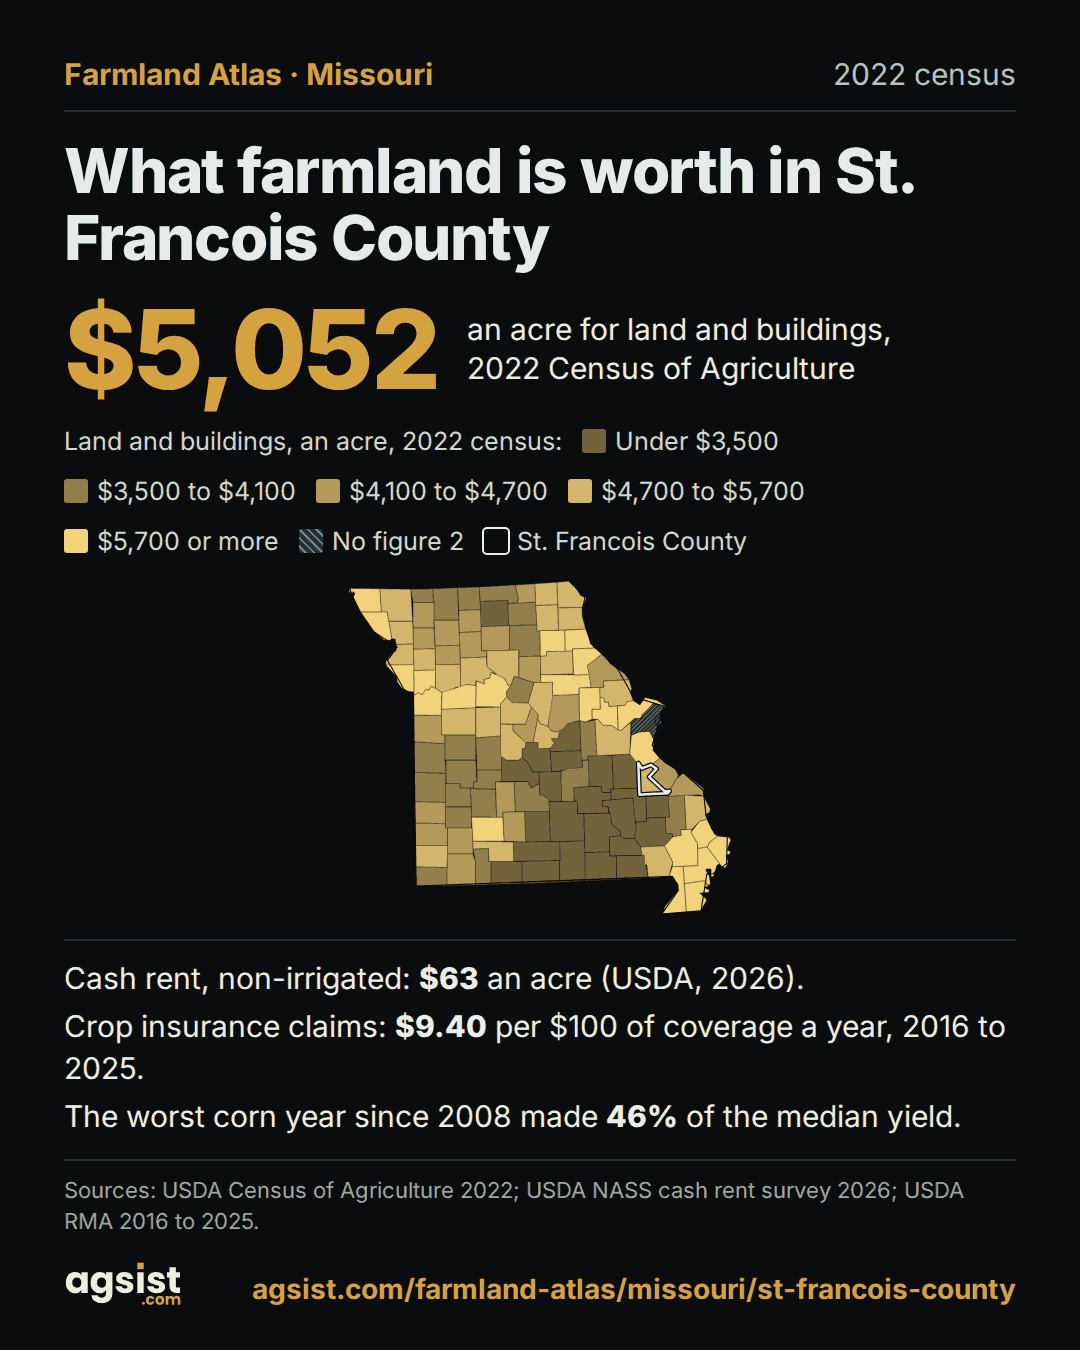 Farmland Atlas · Missouri
2022 census
What farmland is worth in St.
Francois County
$5,052
an acre for land and buildings,
2022 Census of Agriculture
Land and buildings, an acre, 2022 census: Under $3,500
$3,500 to $4,100 $4,100 to $4,700 $4,700 to $5,700
$5,700 or more No figure 2 St. Francois County
Cash rent, non-irrigated: $63 an acre (USDA, 2026).
Crop insurance claims: $9.40 per $100 of coverage a year, 2016 to
2025.
The worst corn year since 2008 made 46% of the median yield.
Sources: USDA Census of Agriculture 2022; USDA NASS cash rent survey 2026; USDA
RMA 2016 to 2025.
agsist
.com
agsist.com/farmland-atlas/missouri/st-francois-county